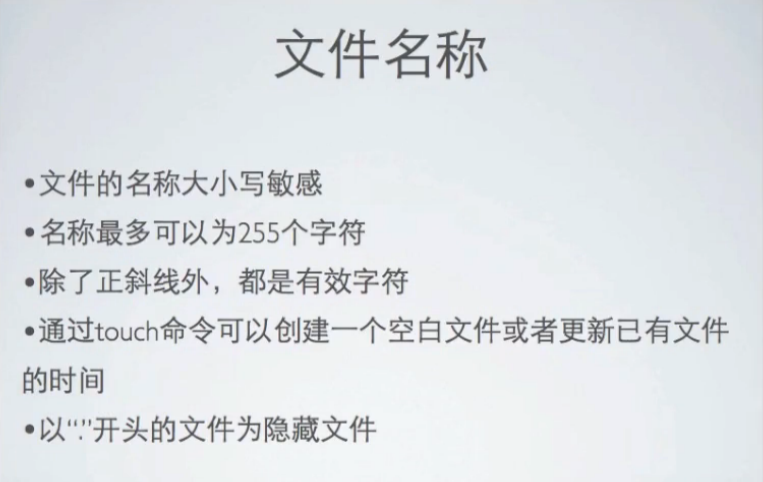 文件名称
•文件的名称大小写敏感
•名称最多可以为255个字符
•除了正斜线外，都是有效字符
•通过touch命令可以创建一个空白文件或者更新已有文件
的时间
•以“.”开头的文件为隐藏文件